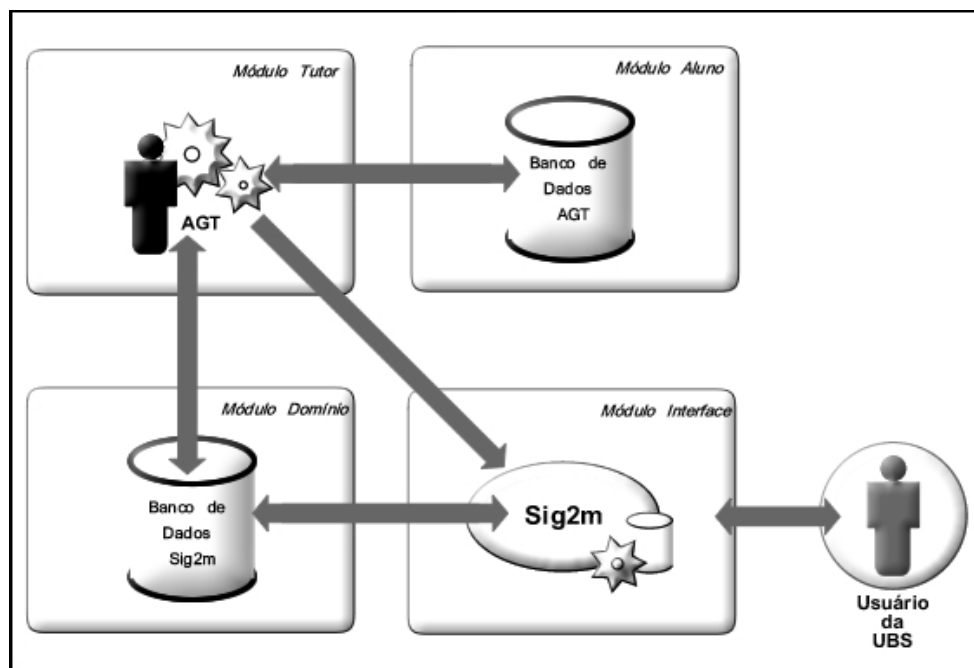 Módulo Tutor
AGT
Módulo Aluno
Banco de
Dados
AGT
Módulo Domínio
Banco de
Dados
Sig2m
Módulo Interface
Sig2m
Usuário
da
UBS